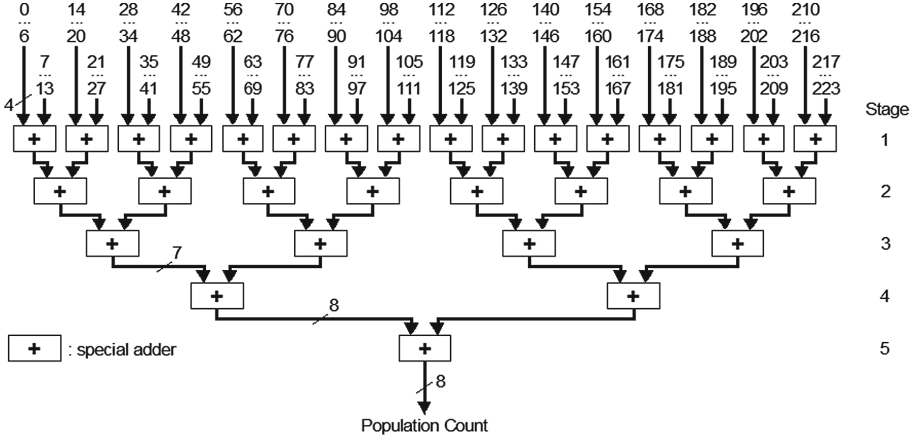 0 14 28 42 56 70 84 98 112 126 140 154 168 182 196 210
... ... ... ... ... ... ... ... ... ... ... ... ... ... ... ...
6 20 34 48 62 76 90 104 118 132 146 160 174 188 202 216
7 21 35 49 63 77 91 105 119 133 147 161 175 189 203 217
... ... ... ... ... ... ... ... ... ... ... ... ... ... ... ...
4 13 27 41 55 69 83 97 111 125 139 153 167 181 195 209 223
Stage
+ + + + + + + + + + + + + + + + 1
+ + + + + + + + 2
+ + + + 3
7
+ + 4
8
+ : special adder + 5
8
Population Count